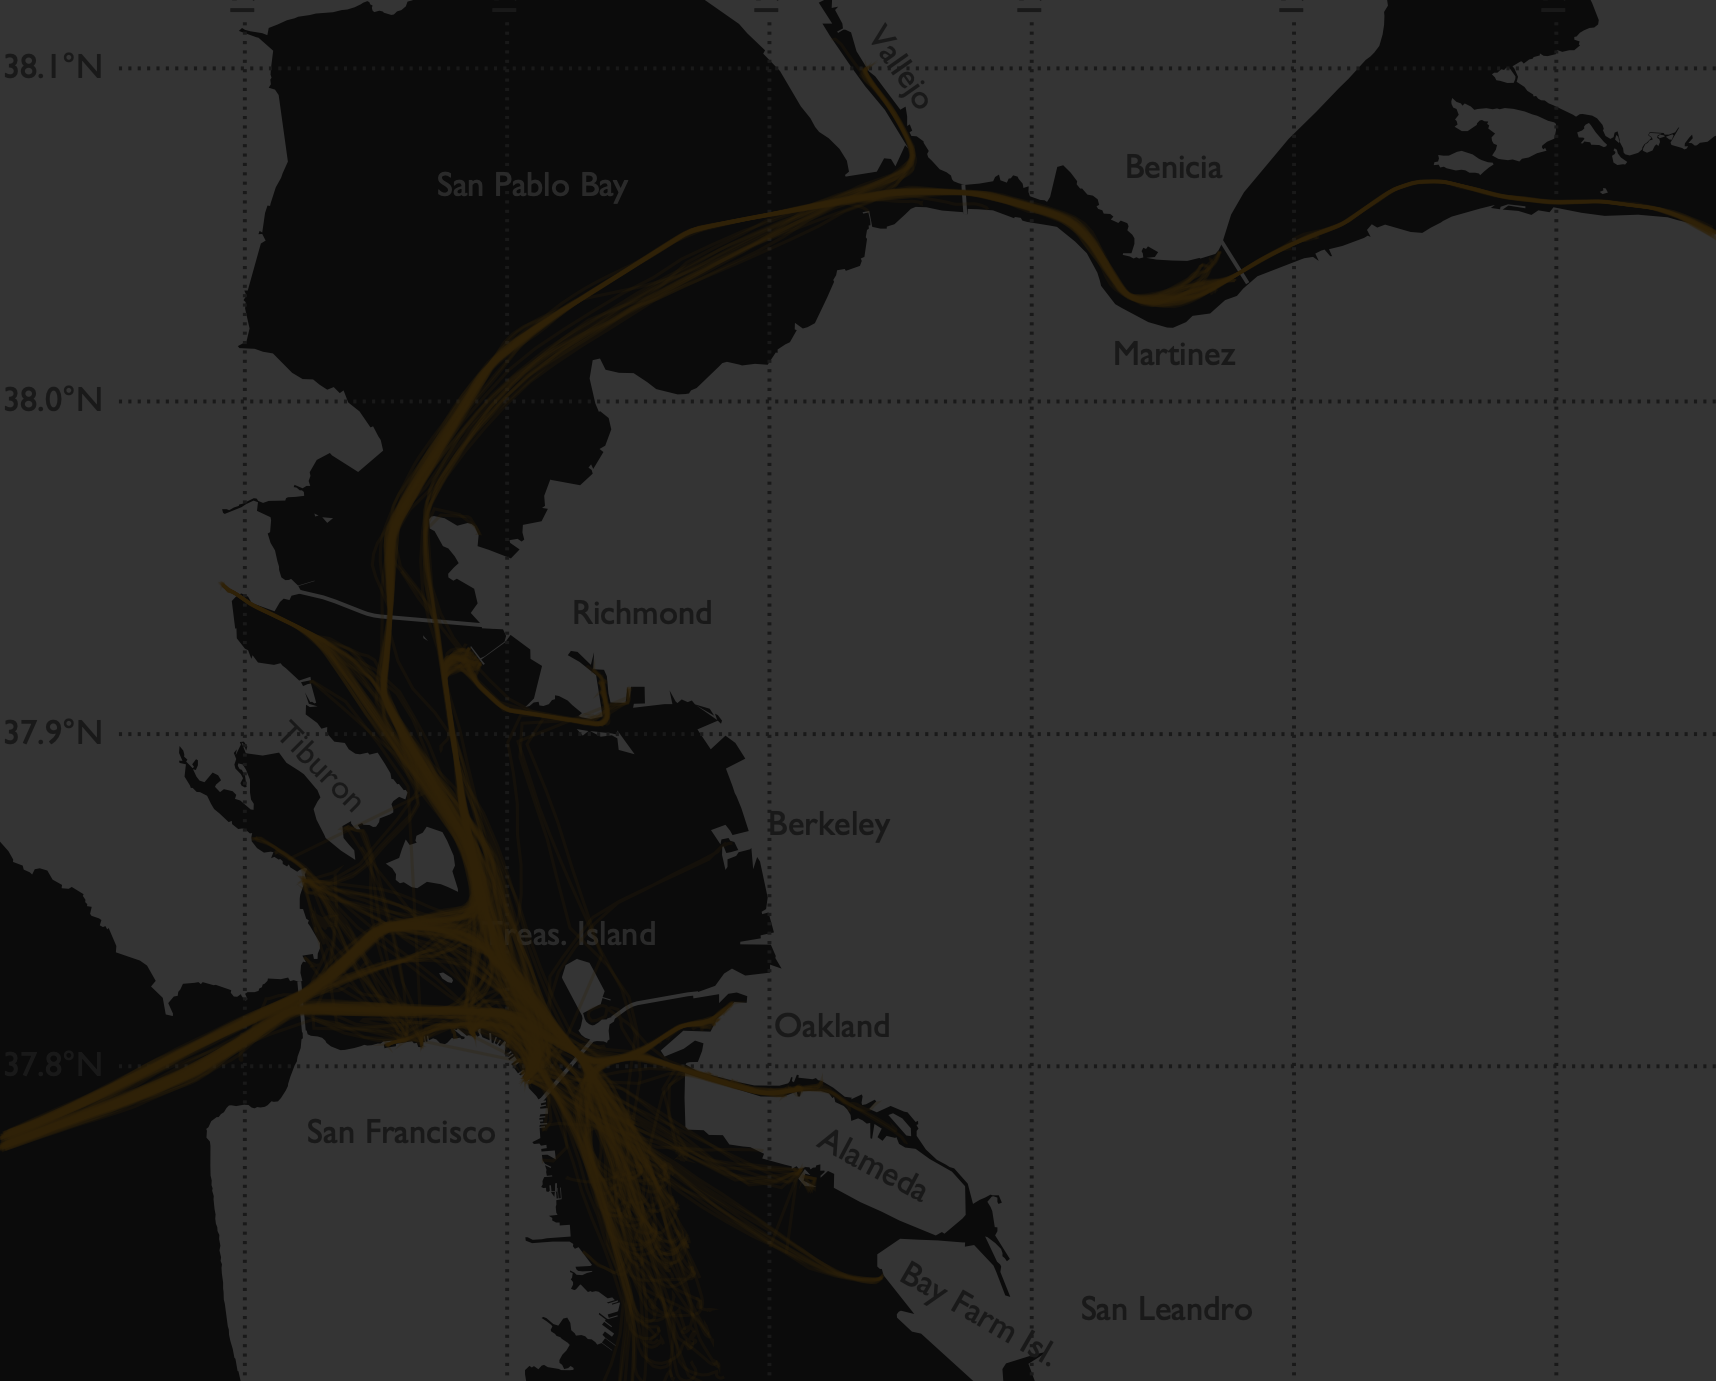 38.1°N
Vallejo
San Pablo Bay
Benicia
Martinez
38.0°N
Richmond
37.9°N
Tiburon
Berkeley
reas. Island
Oakland
37.8°N
San Francisco
Alameda
Bay Farm Isl.
San Leandro